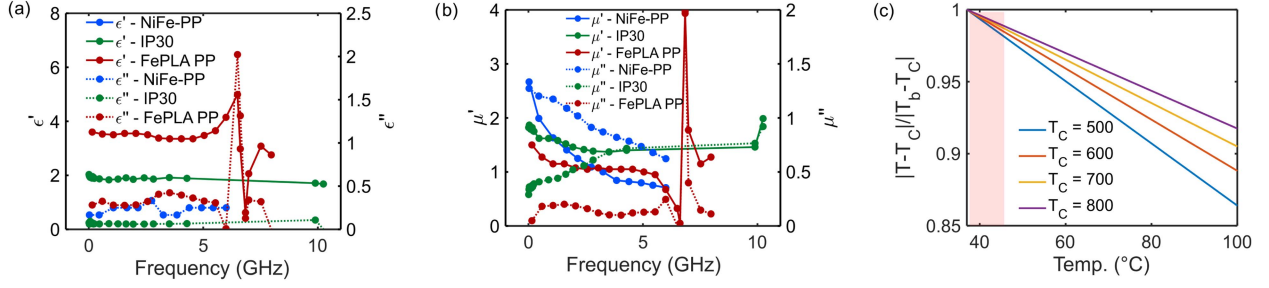 (a)
8
6
4
2
0
ϵ'
ϵ' - NiFe-PP
ϵ' - IP30
ϵ' - FePLA PP
ϵ'' - NiFe-PP
ϵ'' - IP30
ϵ'' - FePLA PP
2.5
2
1.5
1
0.5
0
ϵ''
0 5 10
Frequency (GHz)
(b)
4
3
2
1
0
μ'
μ' - NiFe-PP
μ' - IP30
μ' - FePLA PP
μ'' - NiFe-PP
μ'' - IP30
μ'' - FePLA PP
2
1.5
1
0.5
0
μ''
0 5 10
Frequency (GHz)
(c)
1
0.95
0.9
0.85
|T-T_C|/|T_b-T_C|
T_C = 500
T_C = 600
T_C = 700
T_C = 800
40 60 80 100
Temp. (°C)